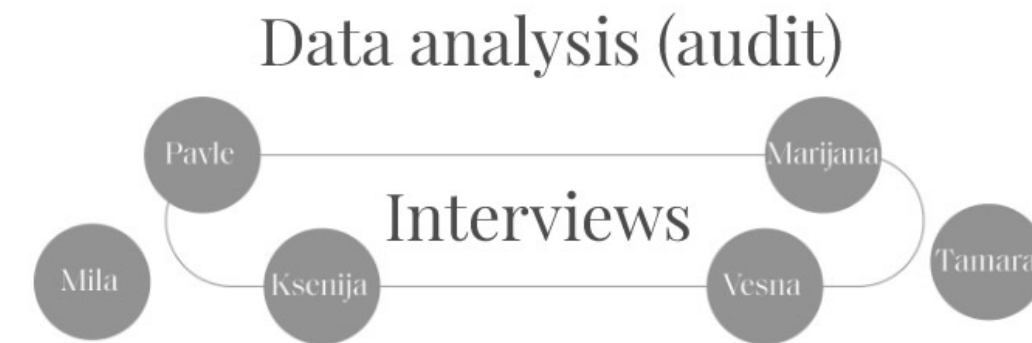 Data analysis (audit)
Pavle
Marijana
Interviews
Mila
Ksenija
Vesna
Tamara